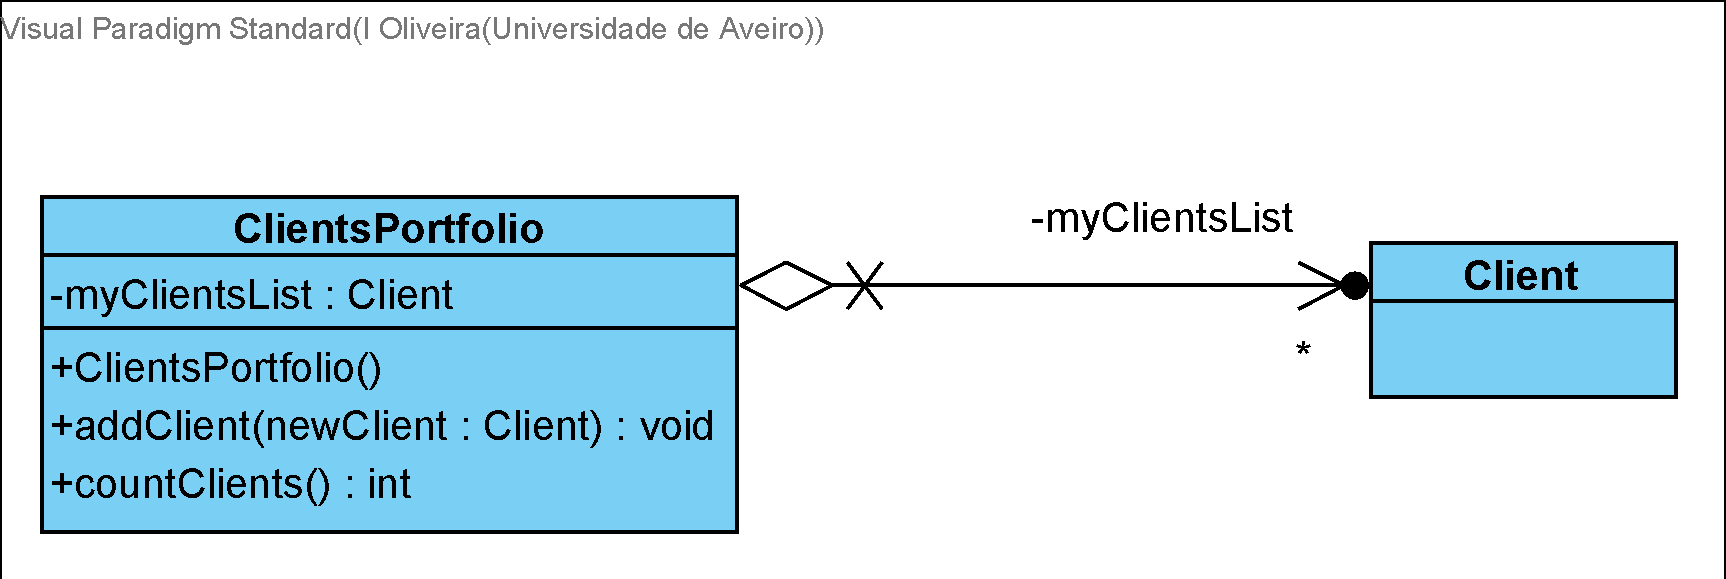 Visual Paradigm Standard(I Oliveira(Universidade de Aveiro))
ClientsPortfolio
-myClientsList : Client
+ClientsPortfolio()
+addClient(newClient : Client) : void
+countClients() : int
-myClientsList
*
Client